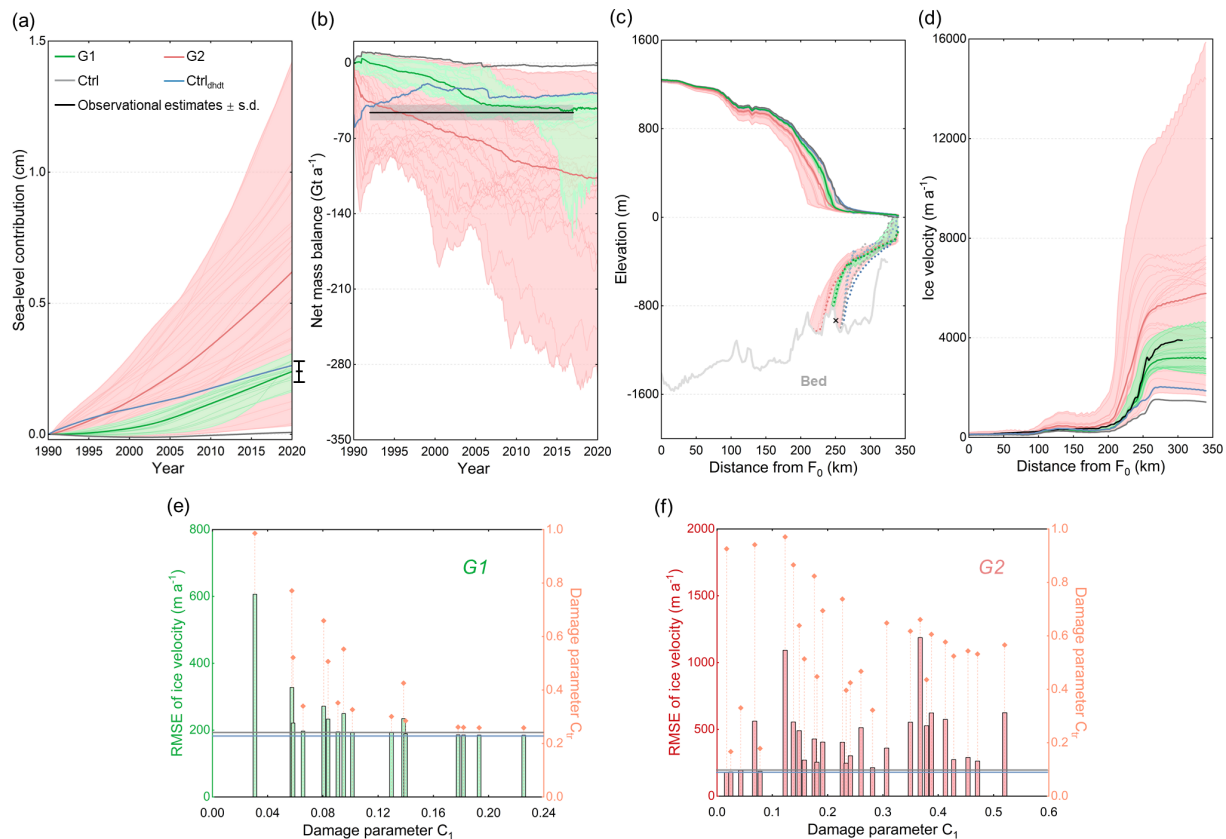 (a)
(b)
(c)
(d)
1.5
1.0
0.5
0.0
Sea-level contribution (cm)
G1
G2
Ctrl
Ctrl_dhdt
Observational estimates ± s.d.
1990 1995 2000 2005 2010 2015 2020
Year
0
-70
-140
-210
-280
-350
Net mass balance (Gt a⁻¹)
1990 1995 2000 2005 2010 2015 2020
Year
1600
800
0
-800
-1600
Elevation (m)
Bed
0 50 100 150 200 250 300 350
Distance from F₀ (km)
16000
12000
8000
4000
0
Ice velocity (m a⁻¹)
0 50 100 150 200 250 300 350
Distance from F₀ (km)
(e)
800
600
400
200
0
RMSE of ice velocity (m a⁻¹)
G1
1.0
0.8
0.6
0.4
0.2
0.0
Damage parameter C_tr
0.00 0.04 0.08 0.12 0.16 0.20 0.24
Damage parameter C₁
(f)
2000
1500
1000
500
0
RMSE of ice velocity (m a⁻¹)
G2
1.0
0.8
0.6
0.4
0.2
0.0
Damage parameter C_tr
0.0 0.1 0.2 0.3 0.4 0.5 0.6
Damage parameter C₁